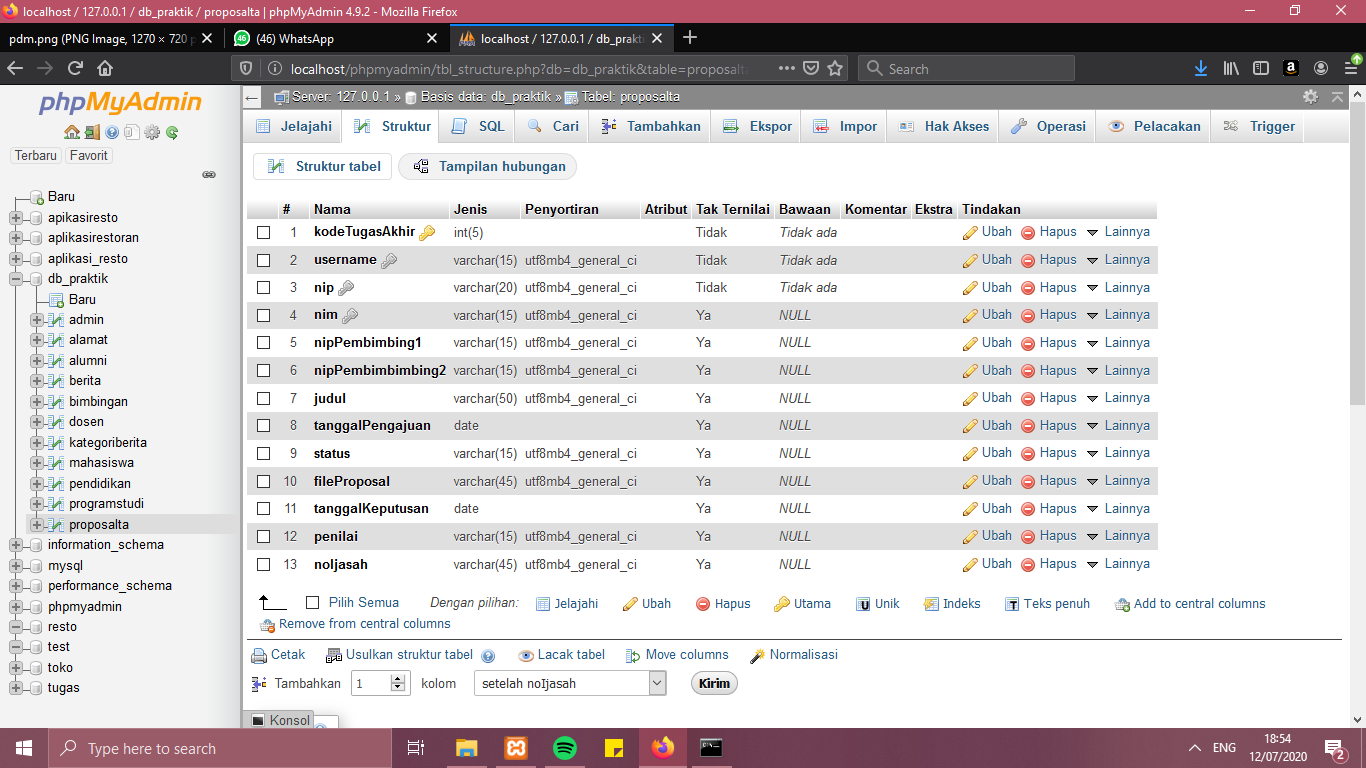 localhost / 127.0.0.1 / db_praktik / proposalta | phpMyAdmin 4.9.2 - Mozilla Firefox
pdm.png (PNG Image, 1270 × 720 p
(46) WhatsApp
localhost / 127.0.0.1 / db_prakt
localhost/phpmyadmin/tbl_structure.php?db=db_praktik&table=proposalta
Search
phpMyAdmin
Terbaru Favorit
Baru
apikasiresto
aplikasirestoran
aplikasi_resto
db_praktik
Baru
admin
alamat
alumni
berita
bimbingan
dosen
kategoriberita
mahasiswa
pendidikan
programstudi
proposalta
information_schema
mysql
performance_schema
phpmyadmin
resto
test
toko
tugas
Server: 127.0.0.1 » Basis data: db_praktik » Tabel: proposalta
Jelajahi Struktur SQL Cari Tambahkan Ekspor Impor Hak Akses Operasi Pelacakan Trigger
Struktur tabel Tampilan hubungan
# Nama Jenis Penyortiran Atribut Tak Ternilai Bawaan Komentar Ekstra Tindakan
1 kodeTugasAkhir int(5) Tidak Tidak ada Ubah Hapus Lainnya
2 username varchar(15) utf8mb4_general_ci Tidak Tidak ada Ubah Hapus Lainnya
3 nip varchar(20) utf8mb4_general_ci Tidak Tidak ada Ubah Hapus Lainnya
4 nim varchar(15) utf8mb4_general_ci Ya NULL Ubah Hapus Lainnya
5 nipPembimbing1 varchar(15) utf8mb4_general_ci Ya NULL Ubah Hapus Lainnya
6 nipPembimbimbing2 varchar(15) utf8mb4_general_ci Ya NULL Ubah Hapus Lainnya
7 judul varchar(50) utf8mb4_general_ci Ya NULL Ubah Hapus Lainnya
8 tanggalPengajuan date Ya NULL Ubah Hapus Lainnya
9 status varchar(15) utf8mb4_general_ci Ya NULL Ubah Hapus Lainnya
10 fileProposal varchar(45) utf8mb4_general_ci Ya NULL Ubah Hapus Lainnya
11 tanggalKeputusan date Ya NULL Ubah Hapus Lainnya
12 penilai varchar(15) utf8mb4_general_ci Ya NULL Ubah Hapus Lainnya
13 noIjasah varchar(45) utf8mb4_general_ci Ya NULL Ubah Hapus Lainnya
Pilih Semua Dengan pilihan: Jelajahi Ubah Hapus Utama Unik Indeks Teks penuh Add to central columns
Remove from central columns
Cetak Usulkan struktur tabel Lacak tabel Move columns Normalisasi
Tambahkan 1 kolom setelah noIjasah Kirim
Konsol
Type here to search
ENG
18:54
12/07/2020
2